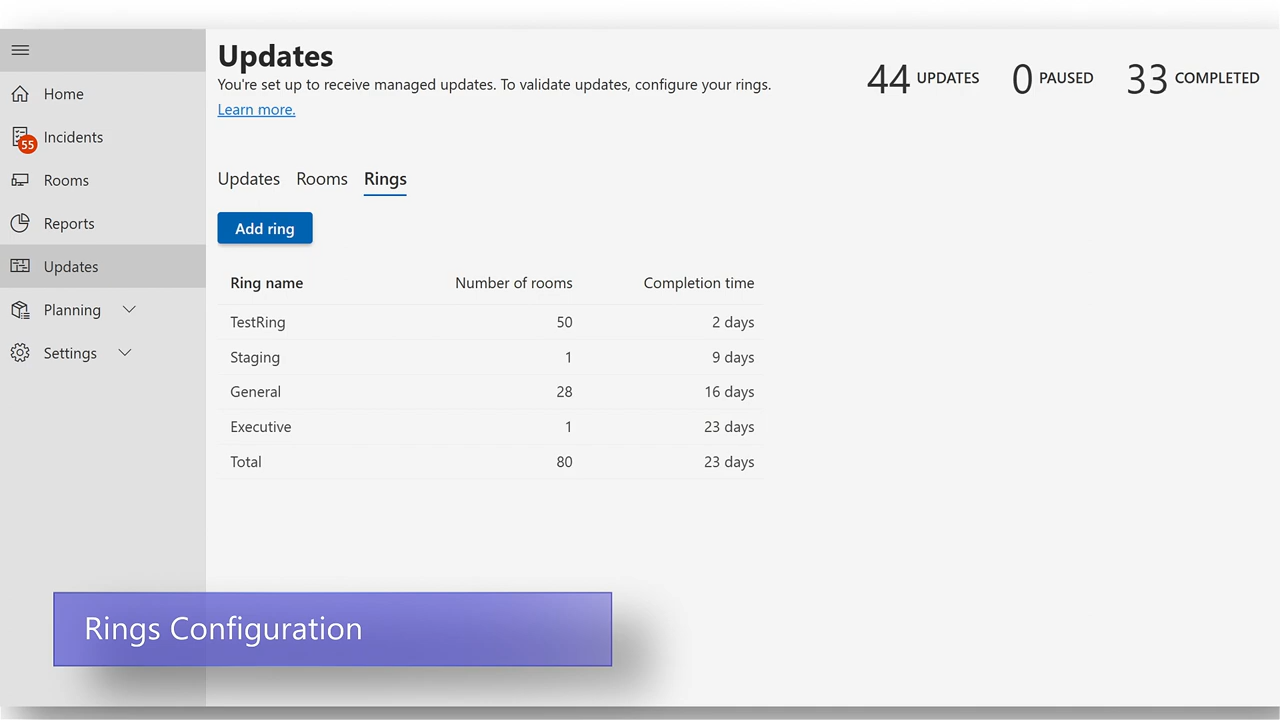 Home
55
Incidents
Rooms
Reports
Updates
Planning
Settings
Updates
You're set up to receive managed updates. To validate updates, configure your rings.
Learn more.
44 UPDATES 0 PAUSED 33 COMPLETED
Updates Rooms Rings
Add ring
Ring name Number of rooms Completion time
TestRing 50 2 days
Staging 1 9 days
General 28 16 days
Executive 1 23 days
Total 80 23 days
Rings Configuration